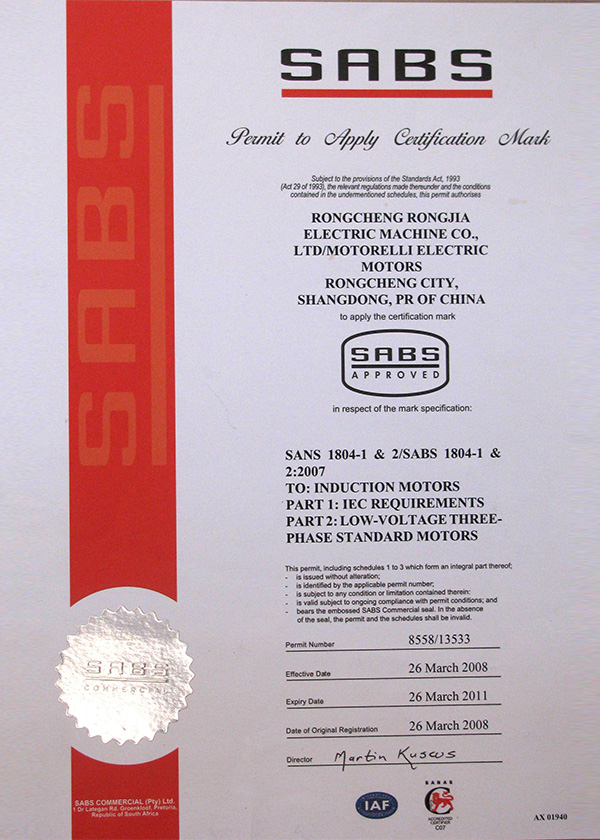 SABS
SABS
Permit to Apply Certification Mark
Subject to the provisions of the Standards Act, 1993
(Act 29 of 1993), the relevant regulations made thereunder and the conditions
contained in the undermentioned schedules, this permit authorises
RONGCHENG RONGJIA
ELECTRIC MACHINE CO.,
LTD/MOTORELLI ELECTRIC
MOTORS
RONGCHENG CITY,
SHANGDONG, PR OF CHINA
to apply the certification mark
SABS
APPROVED
in respect of the mark specification:
SANS 1804-1 & 2/SABS 1804-1 &
2:2007
TO: INDUCTION MOTORS
PART 1: IEC REQUIREMENTS
PART 2: LOW-VOLTAGE THREE-
PHASE STANDARD MOTORS
This permit, including schedules 1 to 3 which form an integral part thereof;
- is issued without alteration;
- is identified by the applicable permit number;
- is subject to any condition or limitation contained therein:
- is valid subject to ongoing compliance with permit conditions; and
- bears the embossed SABS Commercial seal. In the absence
of the seal, the permit and the schedules shall be invalid.
Permit Number 8558/13533
Effective Date 26 March 2008
Expiry Date 26 March 2011
Date of Original Registration 26 March 2008
Director Martin Kuscus
SABS
COMMERCIAL
SABS COMMERCIAL (Pty) Ltd.
1 Dr Lategan Rd, Groenkloof, Pretoria,
Republic of South Africa
IAF
SANAS
ACCREDITED
CERTIFIER
C07
AX 01940